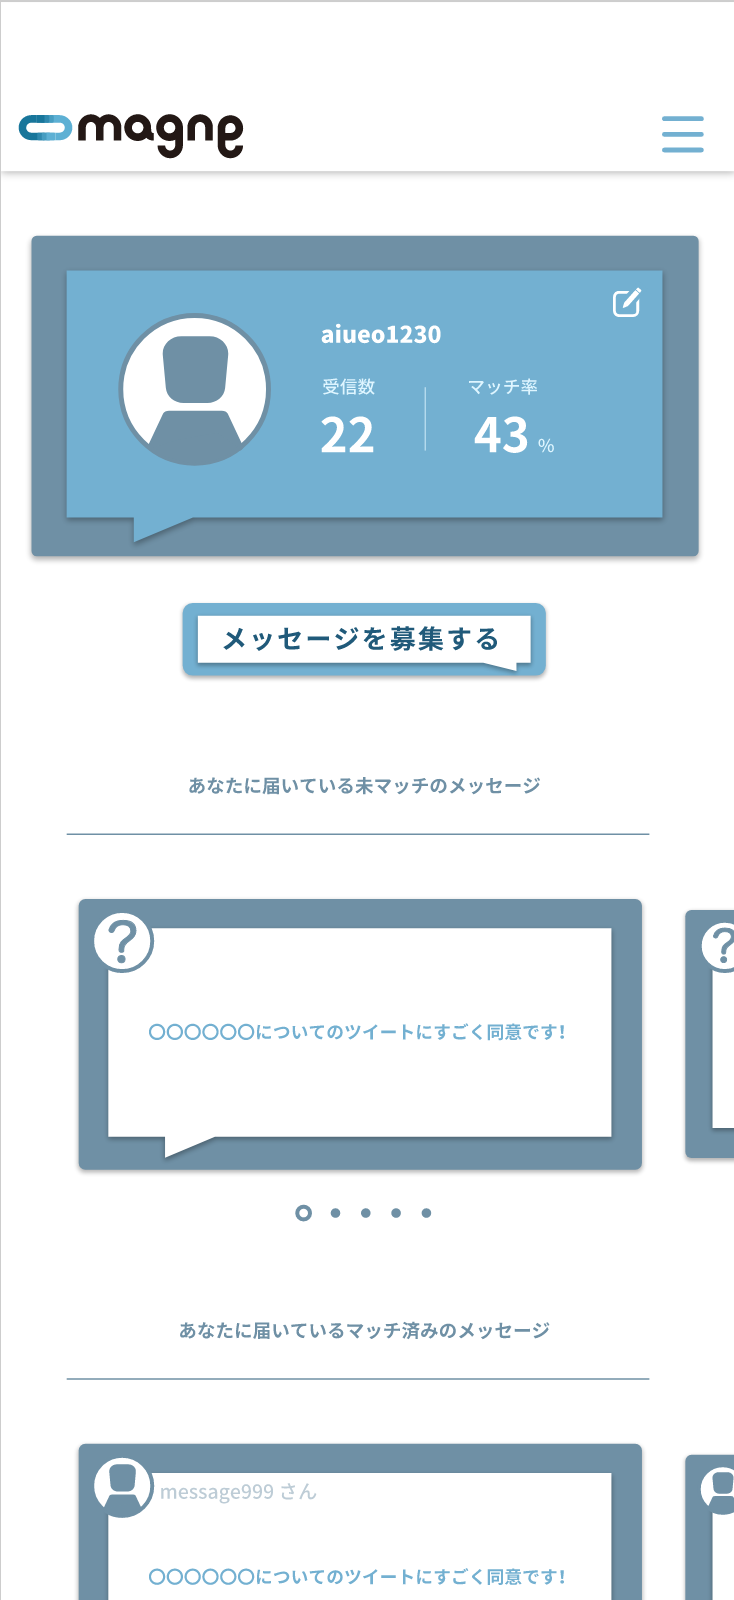 magne
aiueo1230
受信数
マッチ率
22
43 %
メッセージを募集する
あなたに届いている未マッチのメッセージ
?
?
〇〇〇〇〇〇についてのツイートにすごく同意です!
あなたに届いているマッチ済みのメッセージ
message999 さん
〇〇〇〇〇〇についてのツイートにすごく同意です!